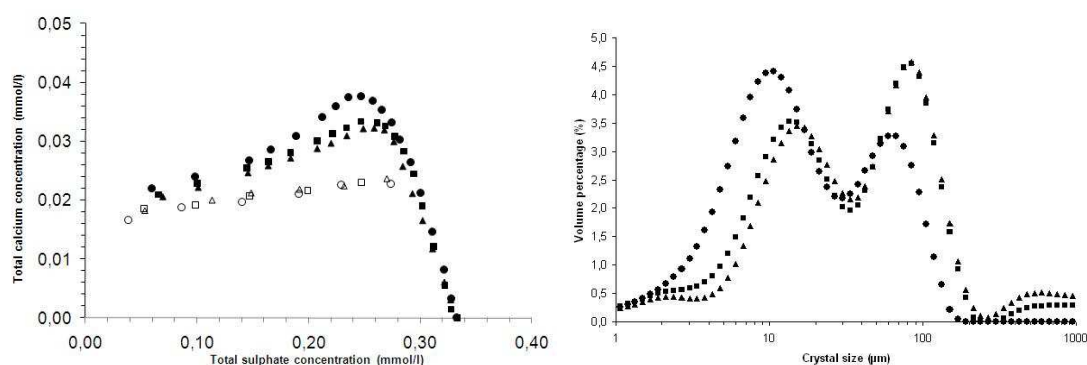 Total calcium concentration (mmol/l)
0,05
0,04
0,03
0,02
0,01
0,00
0,00 0,10 0,20 0,30 0,40
Total sulphate concentration (mmol/l)
Volume percentage (%)
5,0
4,5
4,0
3,5
3,0
2,5
2,0
1,5
1,0
0,5
0,0
1 10 100 1000
Crystal size (μm)